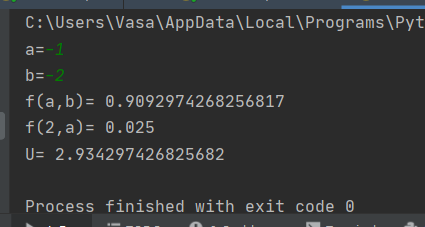 C:\Users\Vasa\AppData\Local\Programs\Pyt
a=-1
b=-2
f(a,b)= 0.9092974268256817
f(2,a)= 0.025
U= 2.934297426825682
Process finished with exit code 0